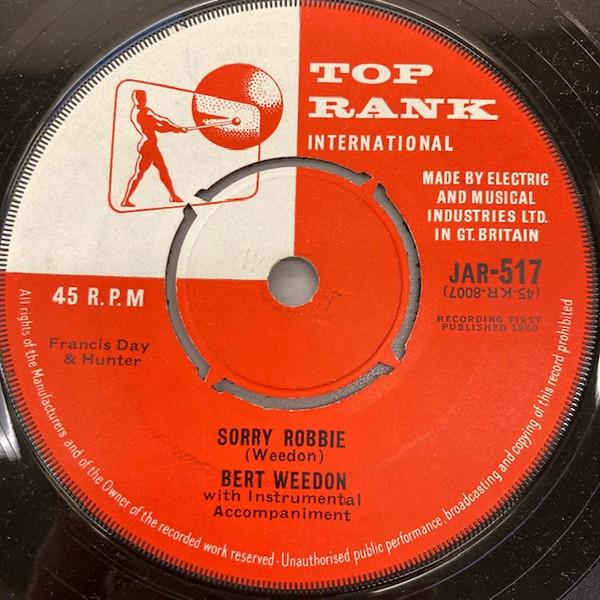 TOP
RANK
INTERNATIONAL
MADE BY ELECTRIC
AND MUSICAL
INDUSTRIES LTD.
IN GT. BRITAIN
JAR-517
(45-KR-8007)
RECORDING FIRST
PUBLISHED 1960
45 R.P.M
Francis Day
& Hunter
SORRY ROBBIE
(Weedon)
BERT WEEDON
with Instrumental
Accompaniment
All rights of the Manufacturers and of the Owner of the recorded work reserved - Unauthorised public performance, broadcasting and copying of this record prohibited